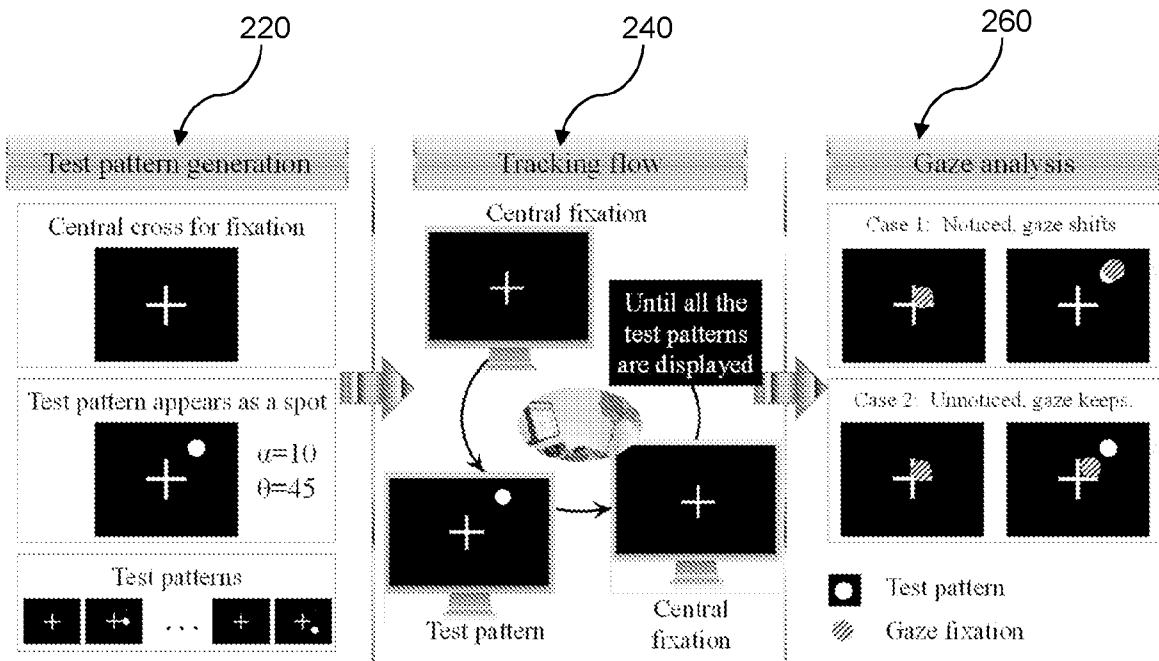 220
240
260
Test pattern generation
Central cross for fixation
Test pattern appears as a spot
α=10
θ=45
Test patterns
. . .
Tracking flow
Central fixation
Until all the
test patterns
are displayed
Test pattern
Central
fixation
Gaze analysis
Case 1: Noticed, gaze shifts
Case 2: Unnoticed, gaze keeps.
Test pattern
Gaze fixation